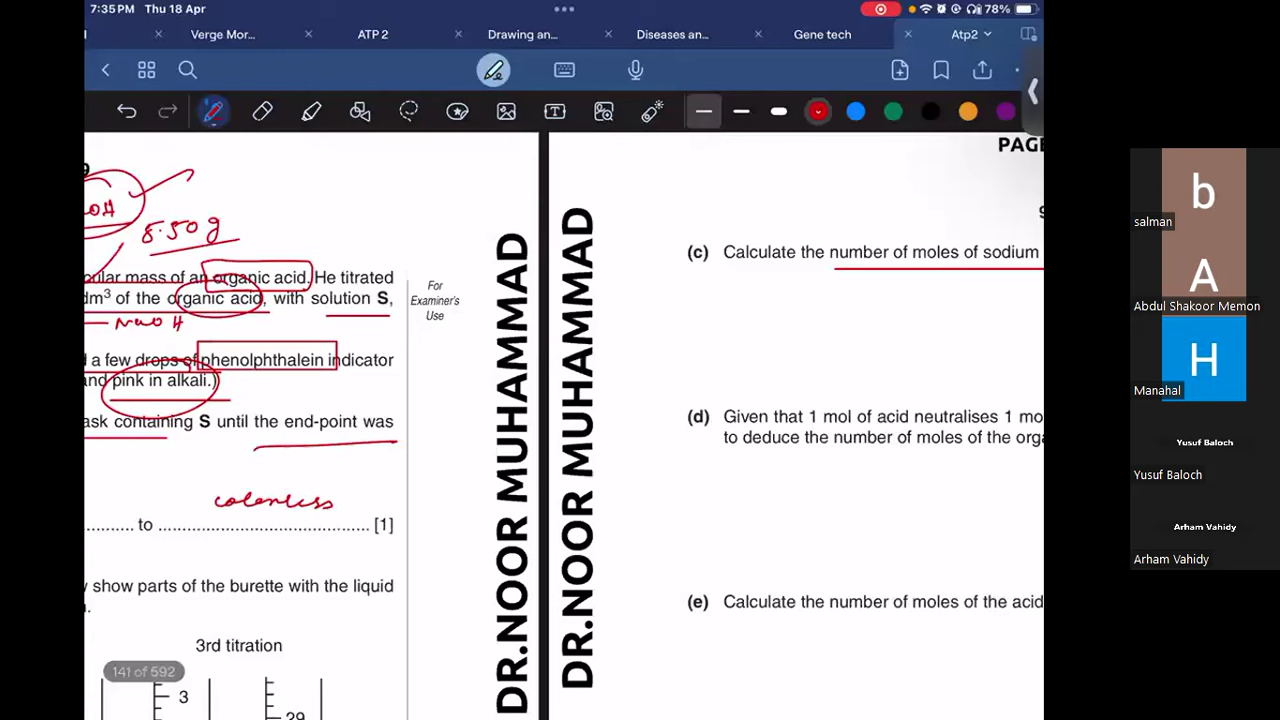 7:35 PM Thu 18 Apr
78%
Verge Mor...
ATP 2
Drawing an...
Diseases an...
Gene tech
Atp2
9
OH
8.50g
cular mass of an organic acid. He titrated
dm³ of the organic acid, with solution S,
NaOH
d a few drops of phenolphthalein indicator
and pink in alkali.)
ask containing S until the end-point was
colourless
............ to ........................................ [1]
w show parts of the burette with the liquid
3rd titration
141 of 592
3
29
For
Examiner's
Use
DR.NOOR MUHAMMAD
DR.NOOR MUHAMMAD
PAGE
(c) Calculate the number of moles of sodium
(d) Given that 1 mol of acid neutralises 1 mo
to deduce the number of moles of the orga
(e) Calculate the number of moles of the acid
b
salman
A
Abdul Shakoor Memon
H
Manahal
Yusuf Baloch
Yusuf Baloch
Arham Vahidy
Arham Vahidy